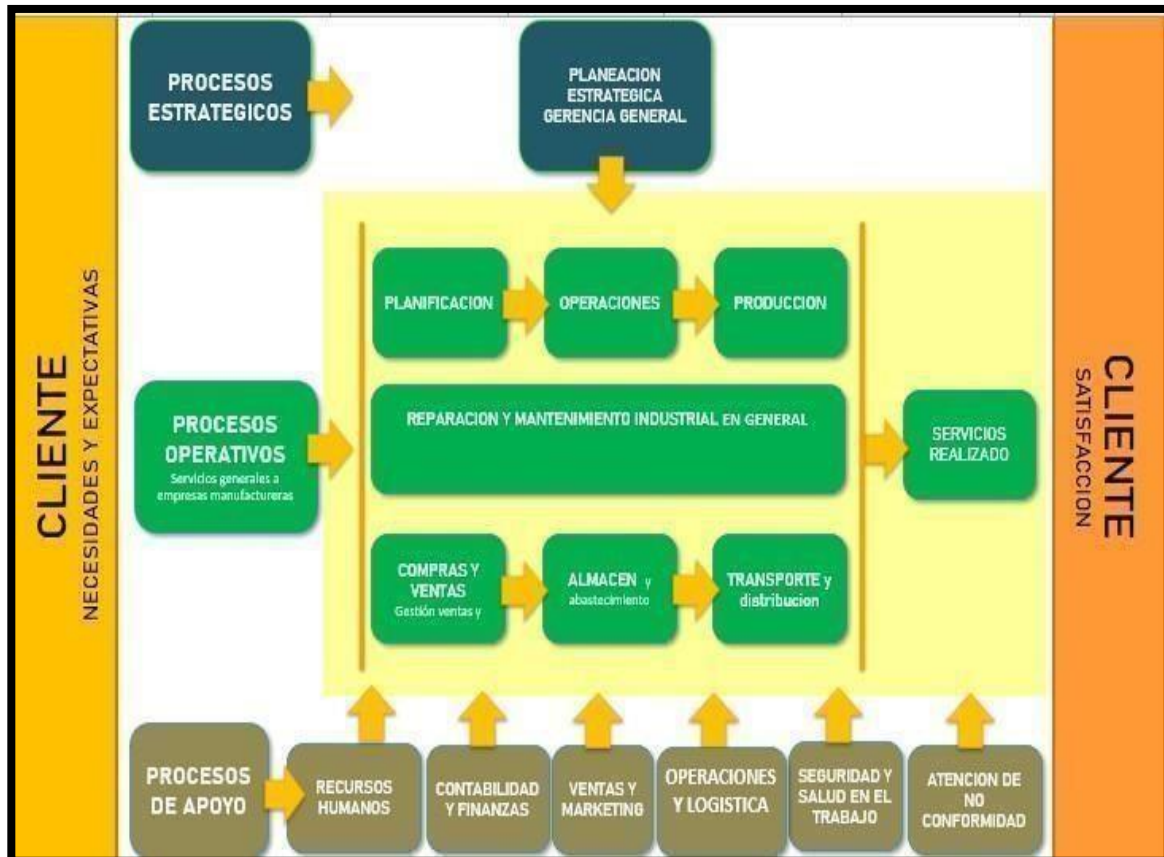 CLIENTE
NECESIDADES Y EXPECTATIVAS
PROCESOS
ESTRATEGICOS
PLANEACION
ESTRATEGICA
GERENCIA GENERAL
PLANIFICACION
OPERACIONES
PRODUCCION
PROCESOS
OPERATIVOS
Servicios generales a
empresas manufactureras
REPARACION Y MANTENIMIENTO INDUSTRIAL EN GENERAL
SERVICIOS
REALIZADO
COMPRAS Y
VENTAS
Gestión ventas y
ALMACEN y
abastecimiento
TRANSPORTE y
distribucion
PROCESOS
DE APOYO
RECURSOS
HUMANOS
CONTABILIDAD
Y FINANZAS
VENTAS Y
MARKETING
OPERACIONES
Y LOGISTICA
SEGURIDAD Y
SALUD EN EL
TRABAJO
ATENCION DE
NO
CONFORMIDAD
CLIENTE
SATISFACCION